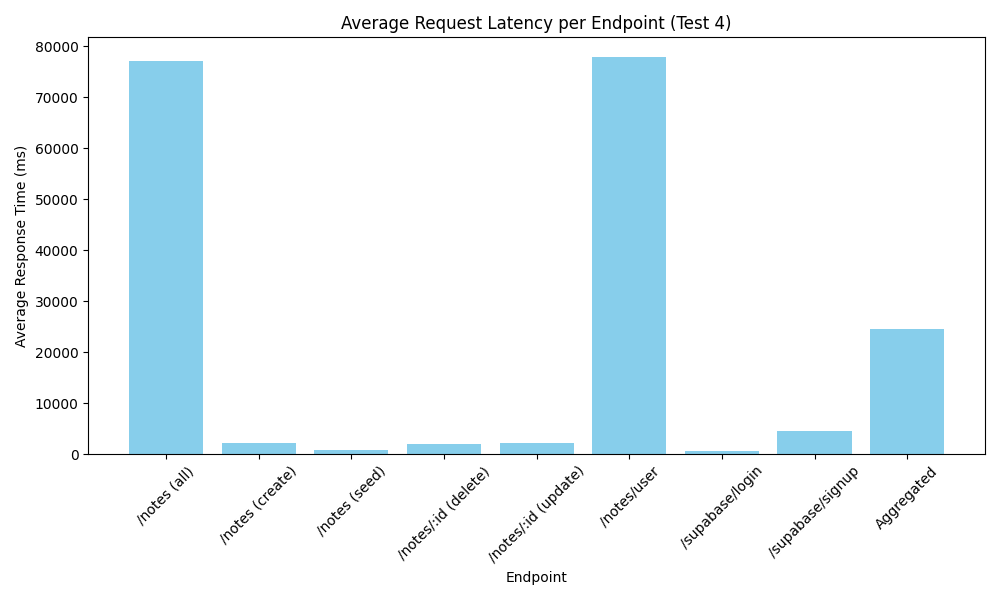 Average Request Latency per Endpoint (Test 4)
Average Response Time (ms)
80000
70000
60000
50000
40000
30000
20000
10000
0
/notes (all)
/notes (create)
/notes (seed)
/notes/:id (delete)
/notes/:id (update)
/notes/user
/supabase/login
/supabase/signup
Aggregated
Endpoint